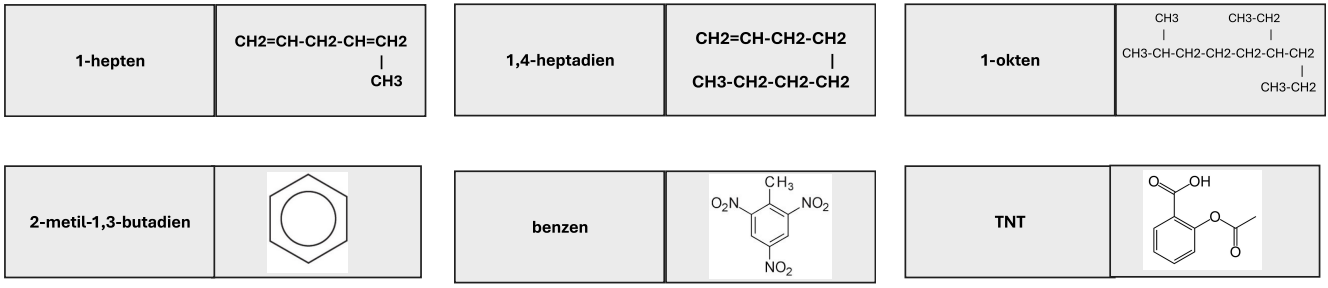 1-hepten
CH2=CH-CH2-CH=CH2
|
CH3
1,4-heptadien
CH2=CH-CH2-CH2
|
CH3-CH2-CH2-CH2
1-okten
CH3 CH3-CH2
| |
CH3-CH-CH2-CH2-CH2-CH-CH2
|
CH3-CH2
2-metil-1,3-butadien
benzen
CH3
O2N NO2
NO2
TNT
O OH
O
O